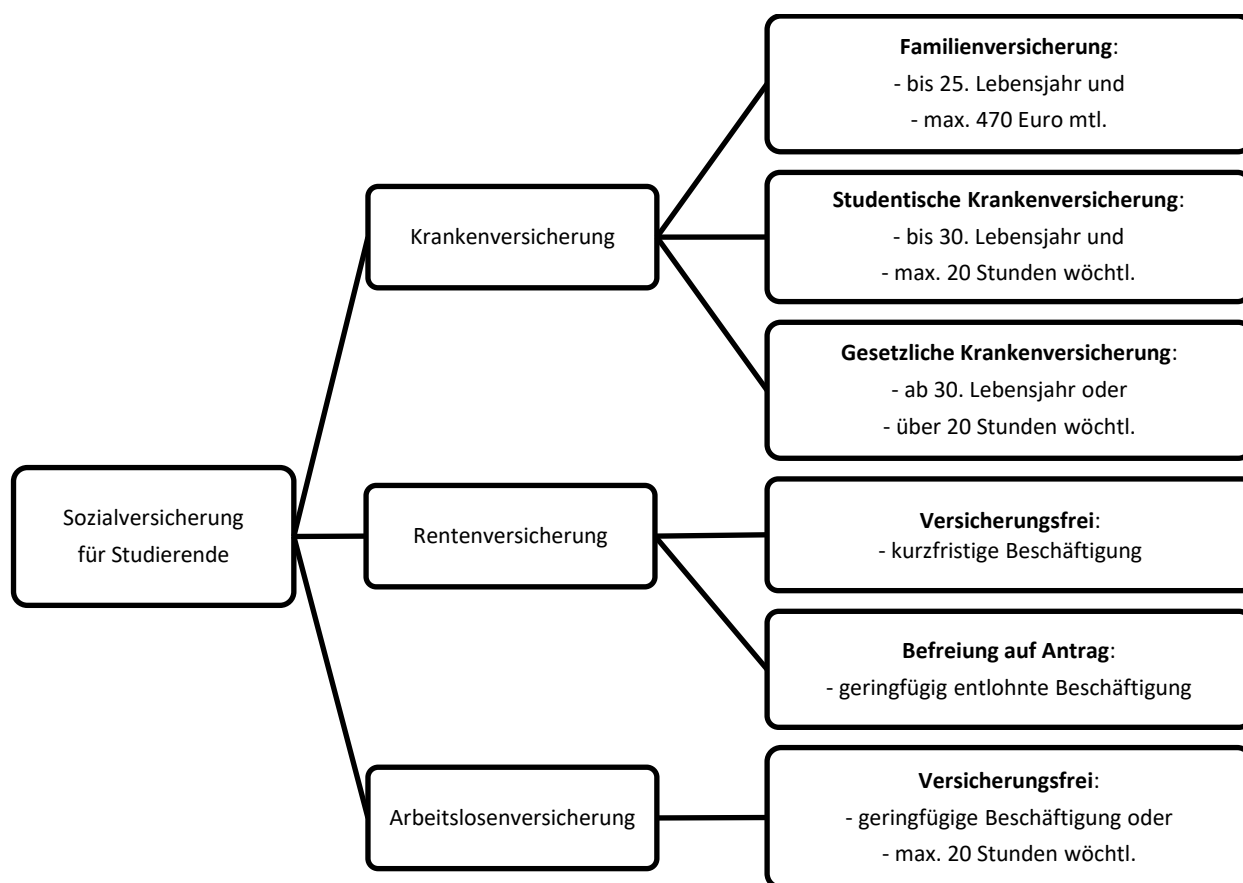 Familienversicherung:
- bis 25. Lebensjahr und
- max. 470 Euro mtl.
Studentische Krankenversicherung:
- bis 30. Lebensjahr und
- max. 20 Stunden wöchtl.
Krankenversicherung
Gesetzliche Krankenversicherung:
- ab 30. Lebensjahr oder
- über 20 Stunden wöchtl.
Sozialversicherung
für Studierende
Rentenversicherung
Versicherungsfrei:
- kurzfristige Beschäftigung
Befreiung auf Antrag:
- geringfügig entlohnte Beschäftigung
Arbeitslosenversicherung
Versicherungsfrei:
- geringfügige Beschäftigung oder
- max. 20 Stunden wöchtl.